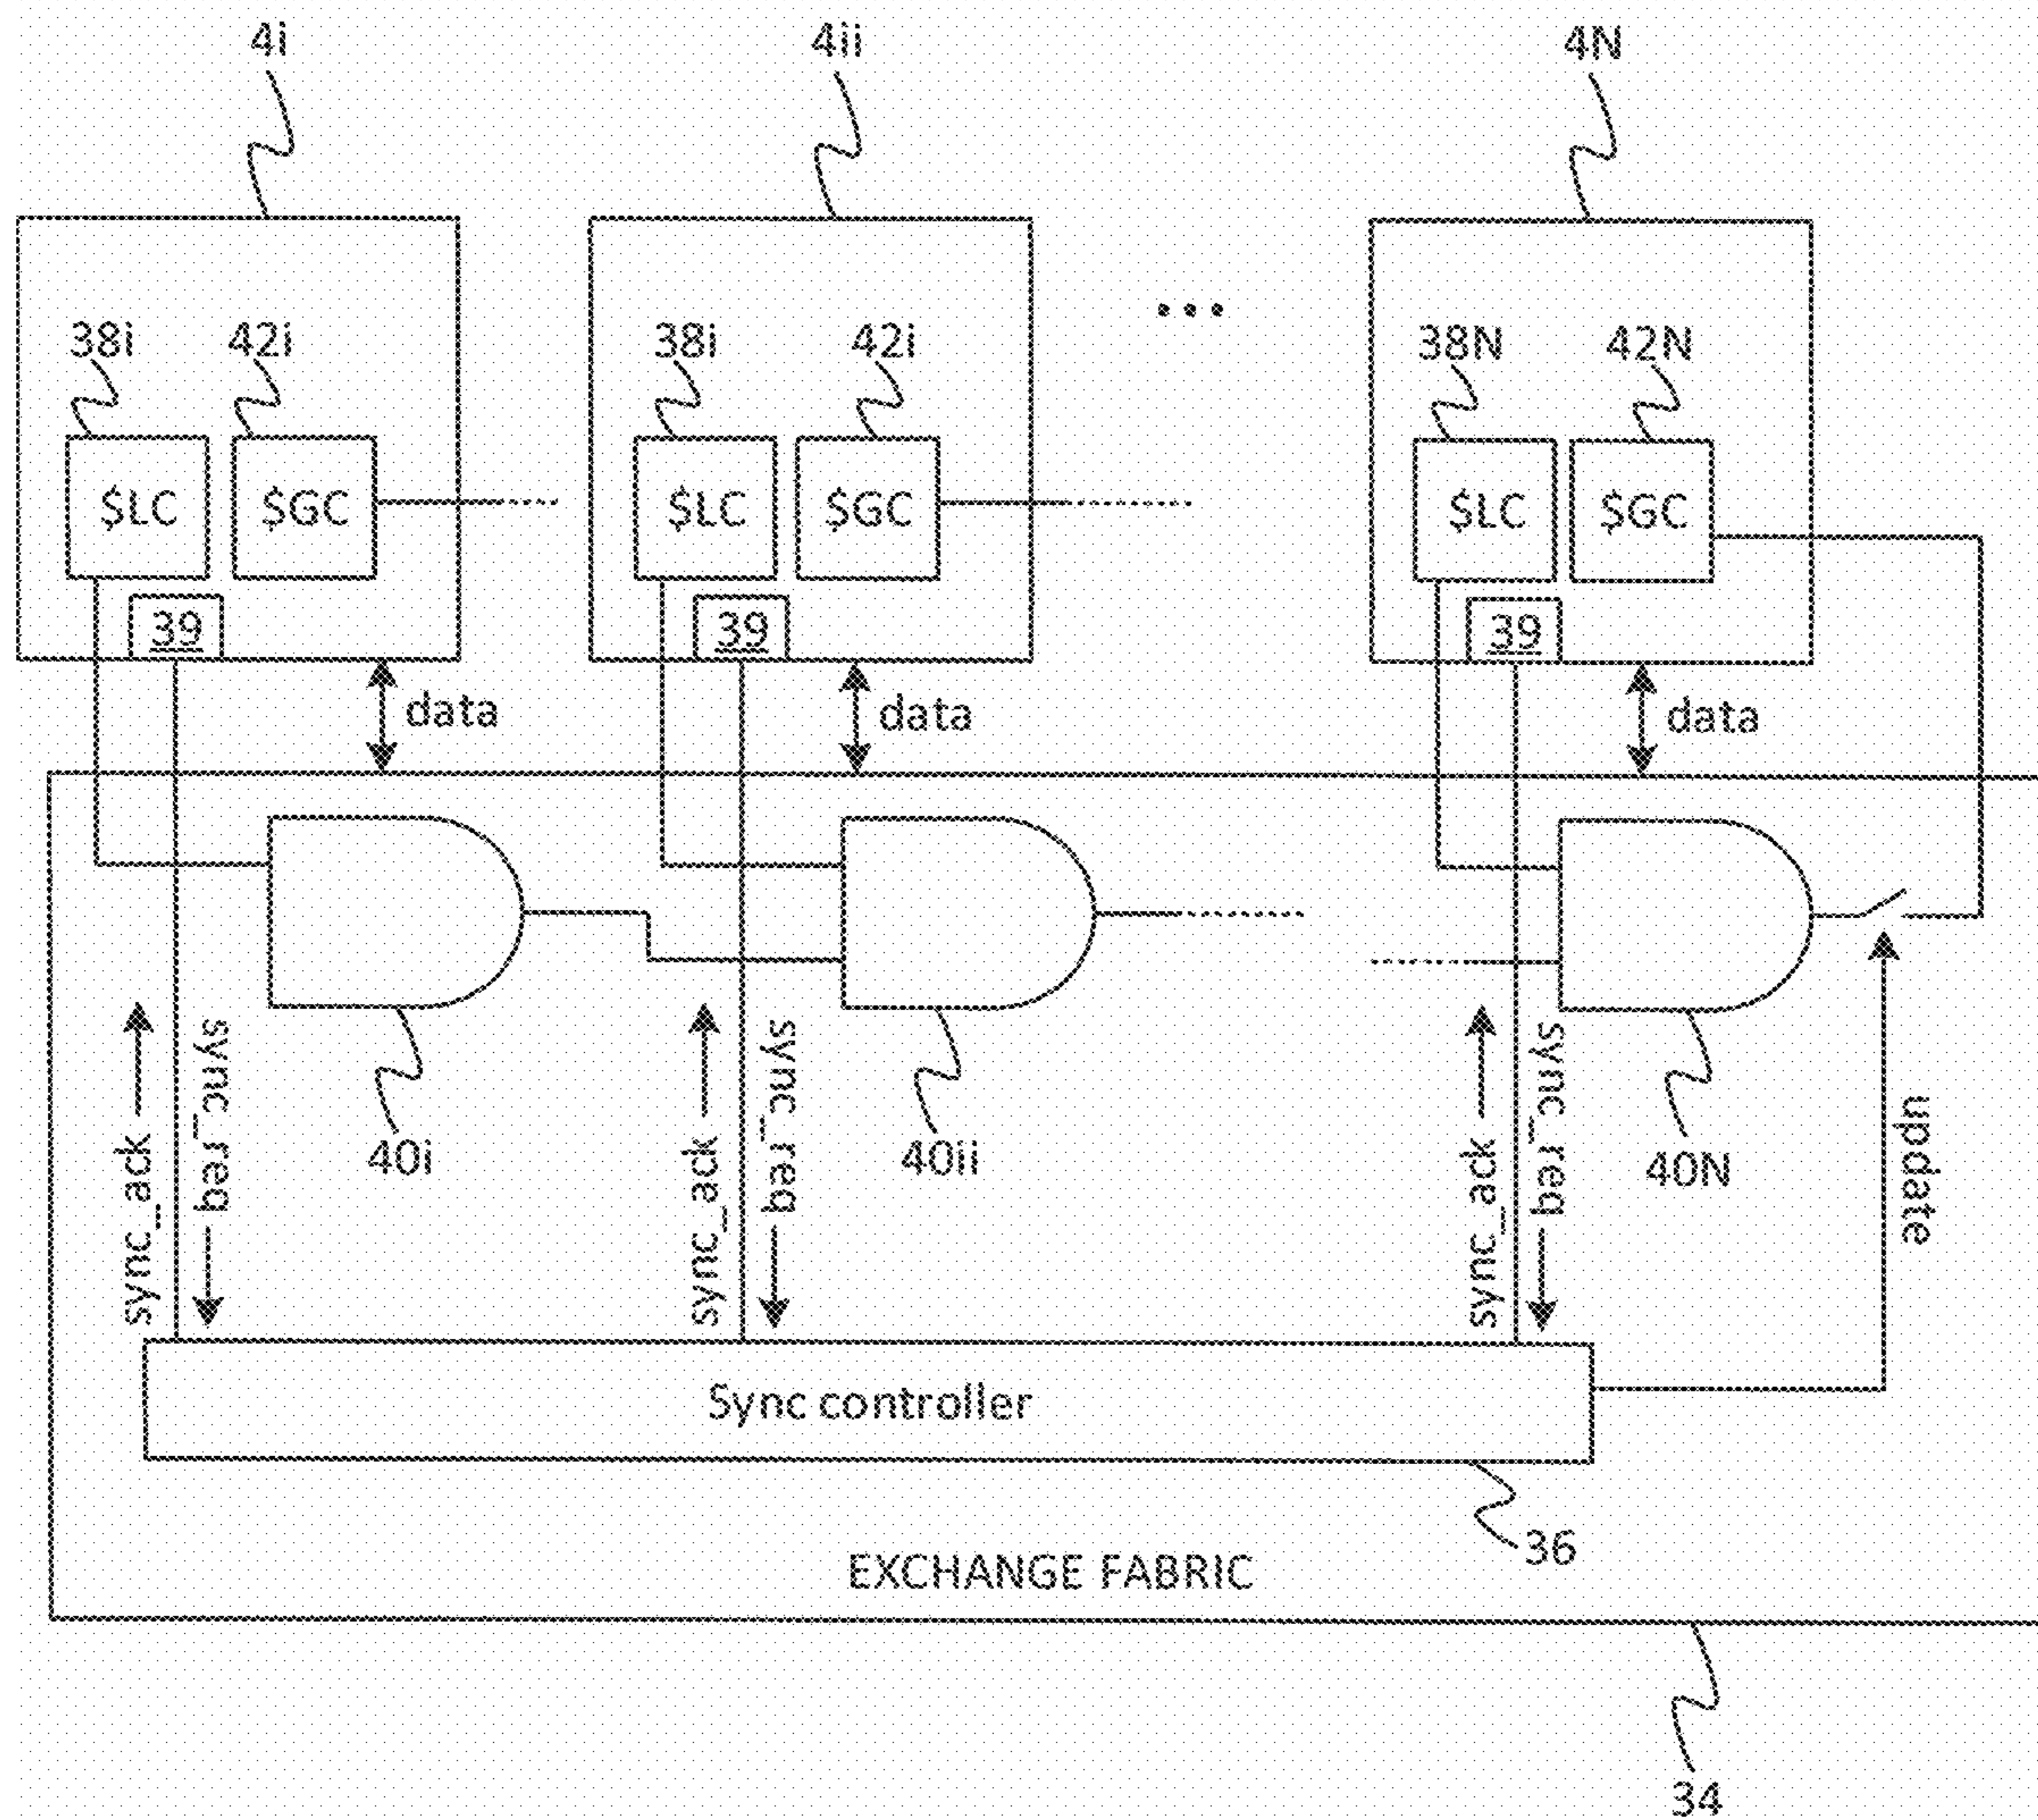 4i 4ii 4N
38i 42i 38i 42i 38N 42N
...
$LC $GC $LC $GC $LC $GC
39 39 39
data data data
sync_ack sync_req sync_ack sync_req sync_ack sync_req
40i 40ii 40N
update
Sync controller
36
EXCHANGE FABRIC
34